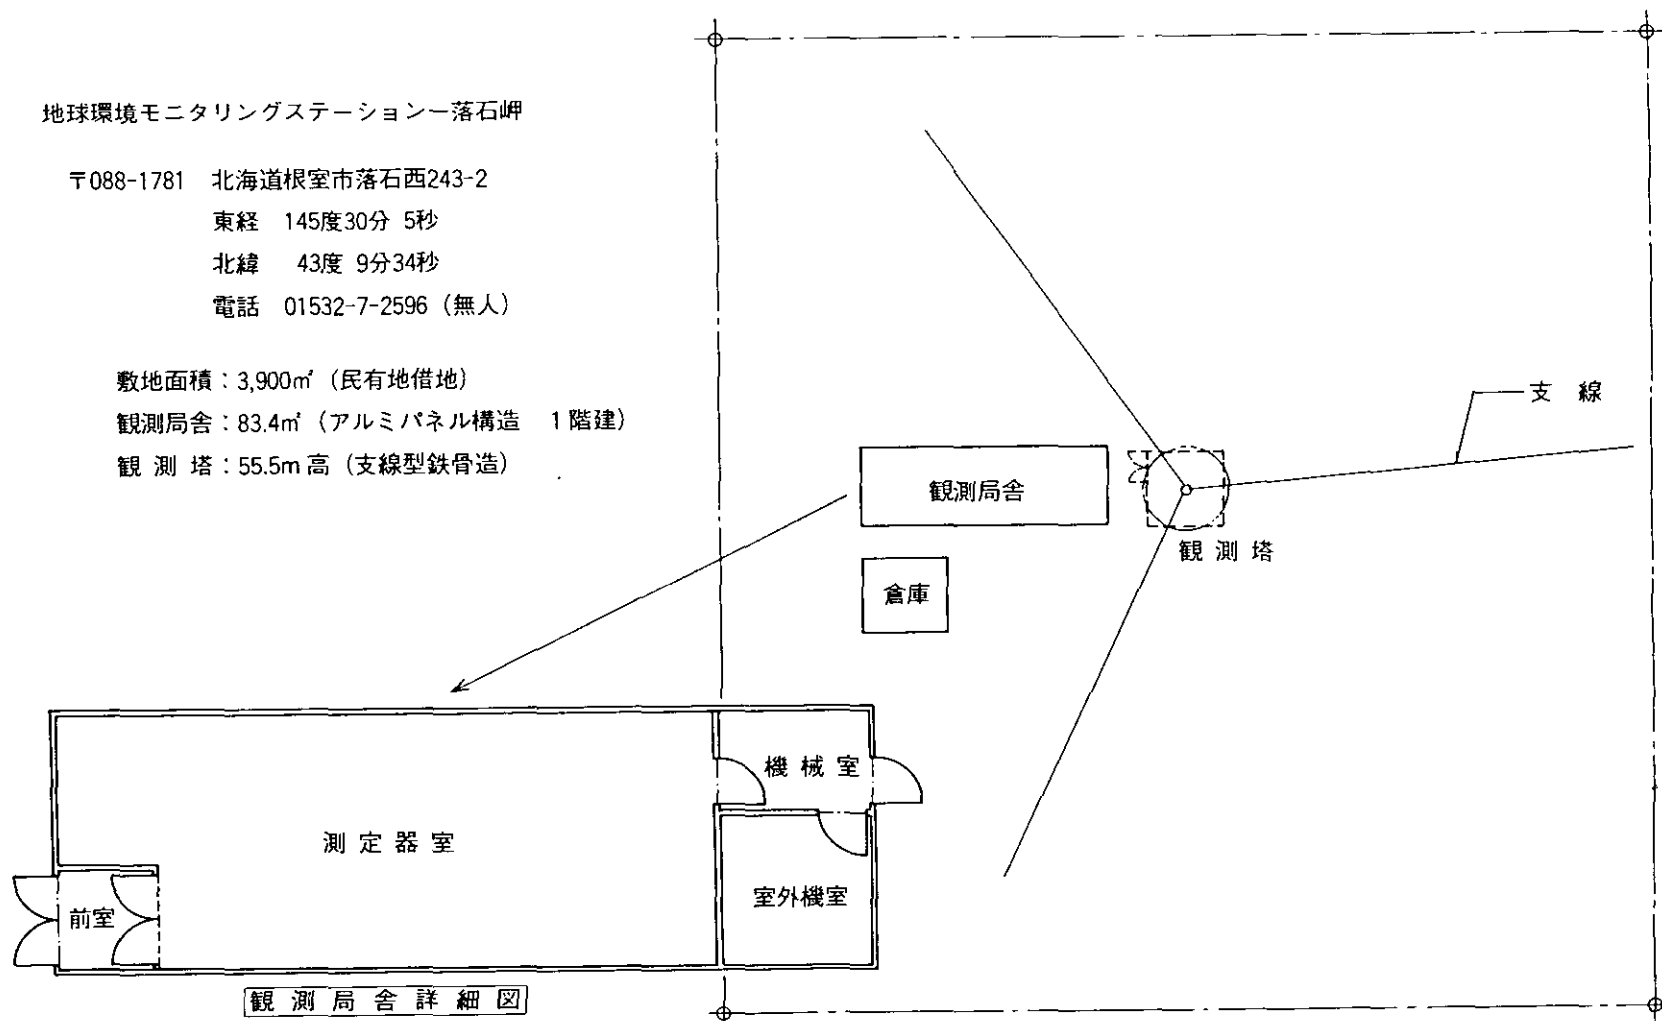 地球環境モニタリングステーション－落石岬
〒088-1781　北海道根室市落石西243-2
東経　145度30分 5秒
北緯　43度 9分34秒
電話　01532-7-2596（無人）
敷地面積：3,900㎡（民有地借地）
観測局舎：83.4㎡（アルミパネル構造　1階建）
観 測 塔：55.5m高（支線型鉄骨造）
支 線
観測局舎
観 測 塔
倉庫
機 械 室
測 定 器 室
室外機室
前室
観 測 局 舎 詳 細 図